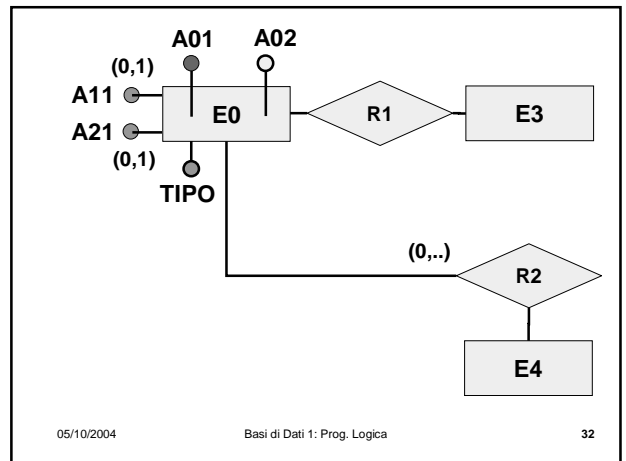 A01 A02
(0,1)
A11
E0 R1 E3
A21
(0,1)
TIPO
(0,..)
R2
E4
05/10/2004 Basi di Dati 1: Prog. Logica 32